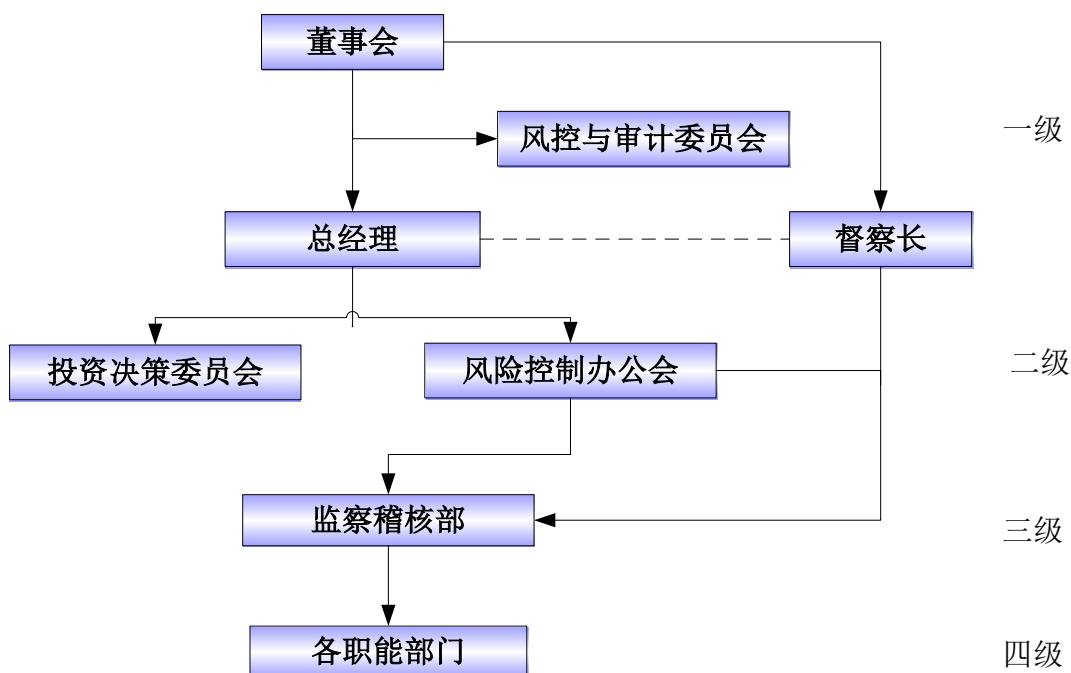 董事会
风控与审计委员会
一级
总经理
督察长
投资决策委员会
风险控制办公会
二级
监察稽核部
三级
各职能部门
四级